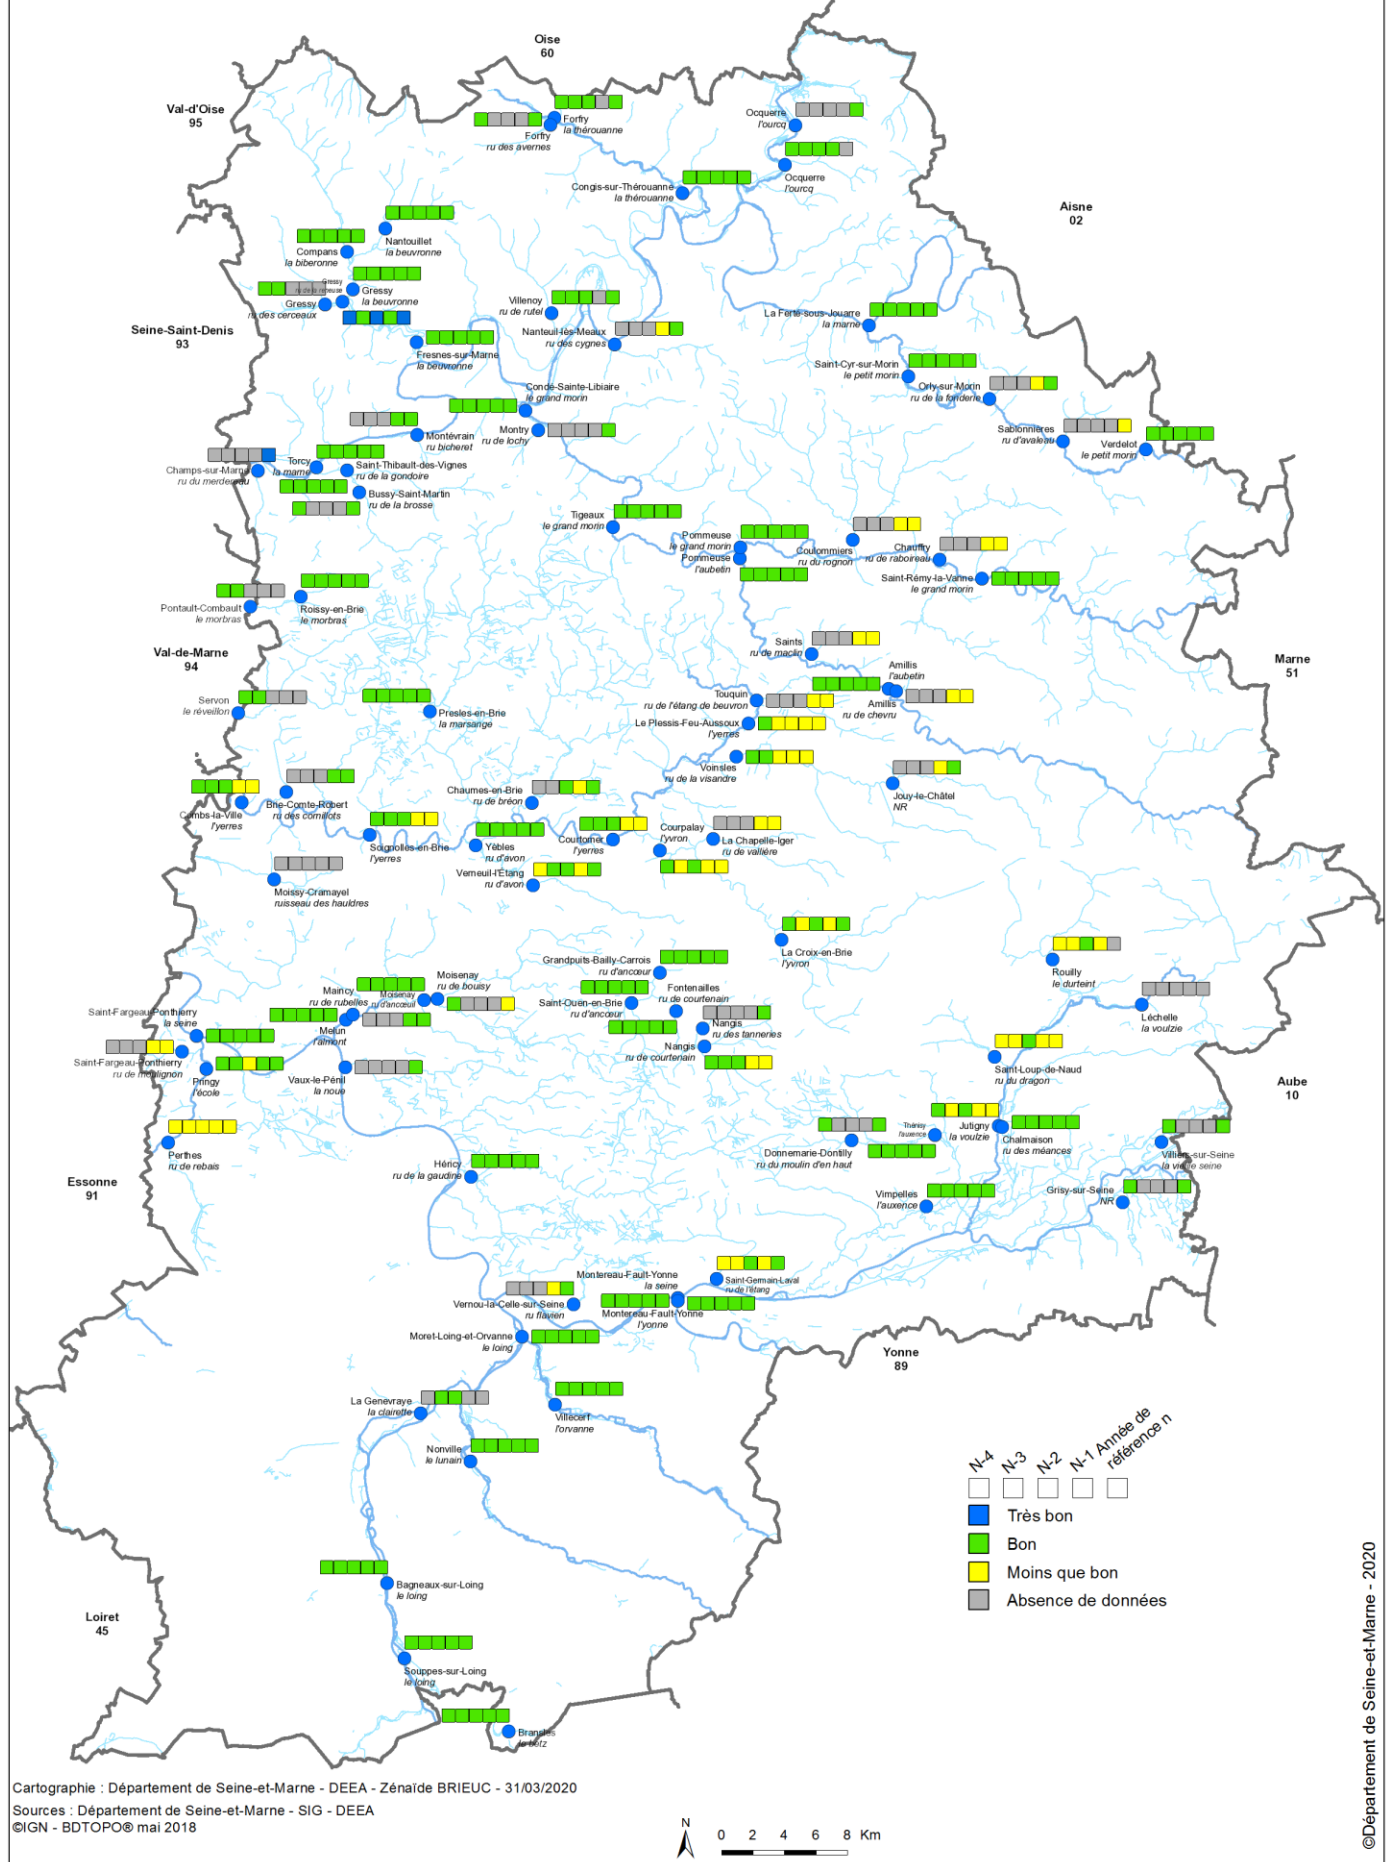 Oise
60
Val-d'Oise
95
Forfry
la thérouanne
Forfry
ru des avernes
Ocquerre
l'ourcq
Ocquerre
l'ourcq
Congis-sur-Thérouanne
la thérouanne
Aisne
02
Nantouillet
la beuvronne
Compans
la biberonne
Gressy
Gressy
la beuvronne
Gressy
ru des cerceaux
Villenoy
ru de rutel
Nanteuil-lès-Meaux
ru des cygnes
La Ferté-sous-Jouarre
la marne
Seine-Saint-Denis
93
Fresnes-sur-Marne
la beuvronne
Saint-Cyr-sur-Morin
le petit morin
Orly-sur-Morin
ru de la fonderie
Condé-Sainte-Libiaire
le grand morin
Montry
ru de lochy
Montévrain
ru bicheret
Sablonnières
ru d'avaleau
Verdelot
le petit morin
Champs-sur-Marne
ru du merdereau
Torcy
la marne
Saint-Thibault-des-Vignes
ru de la gondoire
Bussy-Saint-Martin
ru de la brosse
Tigeaux
le grand morin
Pommeuse
le grand morin
Pommeuse
l'aubetin
Coulommiers
ru du rognon
Chauffry
ru de raboireau
Saint-Rémy-la-Vanne
le grand morin
Pontault-Combault
le morbras
Roissy-en-Brie
le morbras
Val-de-Marne
94
Saints
ru de maclin
Marne
51
Amillis
l'aubetin
Amillis
ru de chevru
Servon
le réveillon
Presles-en-Brie
la marsange
Touquin
ru de l'étang de beuvron
Le Plessis-Feu-Aussoux
l'yerres
Voinsles
ru de la visandre
Jouy-le-Châtel
NR
Combs-la-Ville
l'yerres
Brie-Comte-Robert
ru des cornillots
Chaumes-en-Brie
ru de bréon
Soignolles-en-Brie
l'yerres
Yèbles
ru d'avon
Courtomer
l'yerres
Courpalay
l'yvron
La Chapelle-Iger
ru de vallière
Verneuil-l'Étang
ru d'avon
Moissy-Cramayel
ruisseau des hauldres
La Croix-en-Brie
l'yvron
Grandpuits-Bailly-Carrois
ru d'ancœur
Rouilly
le durteint
Léchelle
la voulzie
Moisenay
ru de bouisy
Maincy
ru de rubelles
Moisenay
ru d'ancœuil
Melun
l'almont
Saint-Ouen-en-Brie
ru d'ancœur
Fontenailles
ru de courtenain
Nangis
ru des tanneries
Nangis
ru de courtenain
Saint-Fargeau-Ponthierry
la seine
Saint-Fargeau-Ponthierry
ru de moulignon
Pringy
l'école
Vaux-le-Pénil
la noue
Saint-Loup-de-Naud
ru du dragon
Aube
10
Perthes
ru de rebais
Thénisy
l'auxence
Jutigny
la voulzie
Chalmaison
ru des méances
Donnemarie-Dontilly
ru du moulin d'en haut
Villiers-sur-Seine
la vieille seine
Essonne
91
Héricy
ru de la gaudine
Vimpelles
l'auxence
Grisy-sur-Seine
NR
Montereau-Fault-Yonne
la seine
Saint-Germain-Laval
ru de l'étang
Vernou-la-Celle-sur-Seine
ru flavien
Montereau-Fault-Yonne
l'yonne
Moret-Loing-et-Orvanne
le loing
Yonne
89
La Genevraye
la clairette
Villecerf
l'orvanne
Nonville
le lunain
N-4 N-3 N-2 N-1 Année de
référence n
Très bon
Bon
Moins que bon
Absence de données
Bagneaux-sur-Loing
le loing
Loiret
45
Souppes-sur-Loing
le loing
Bransles
le betz
Cartographie : Département de Seine-et-Marne - DEEA - Zénaïde BRIEUC - 31/03/2020
Sources : Département de Seine-et-Marne - SIG - DEEA
©IGN - BDTOPO® mai 2018
N
0 2 4 6 8 Km
©Département de Seine-et-Marne - 2020